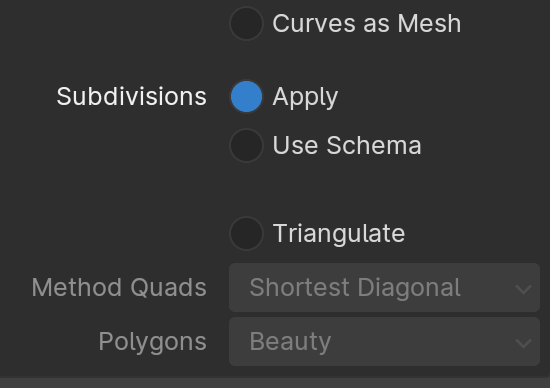 Curves as Mesh
Subdivisions Apply
Use Schema
Triangulate
Method Quads Shortest Diagonal
Polygons Beauty